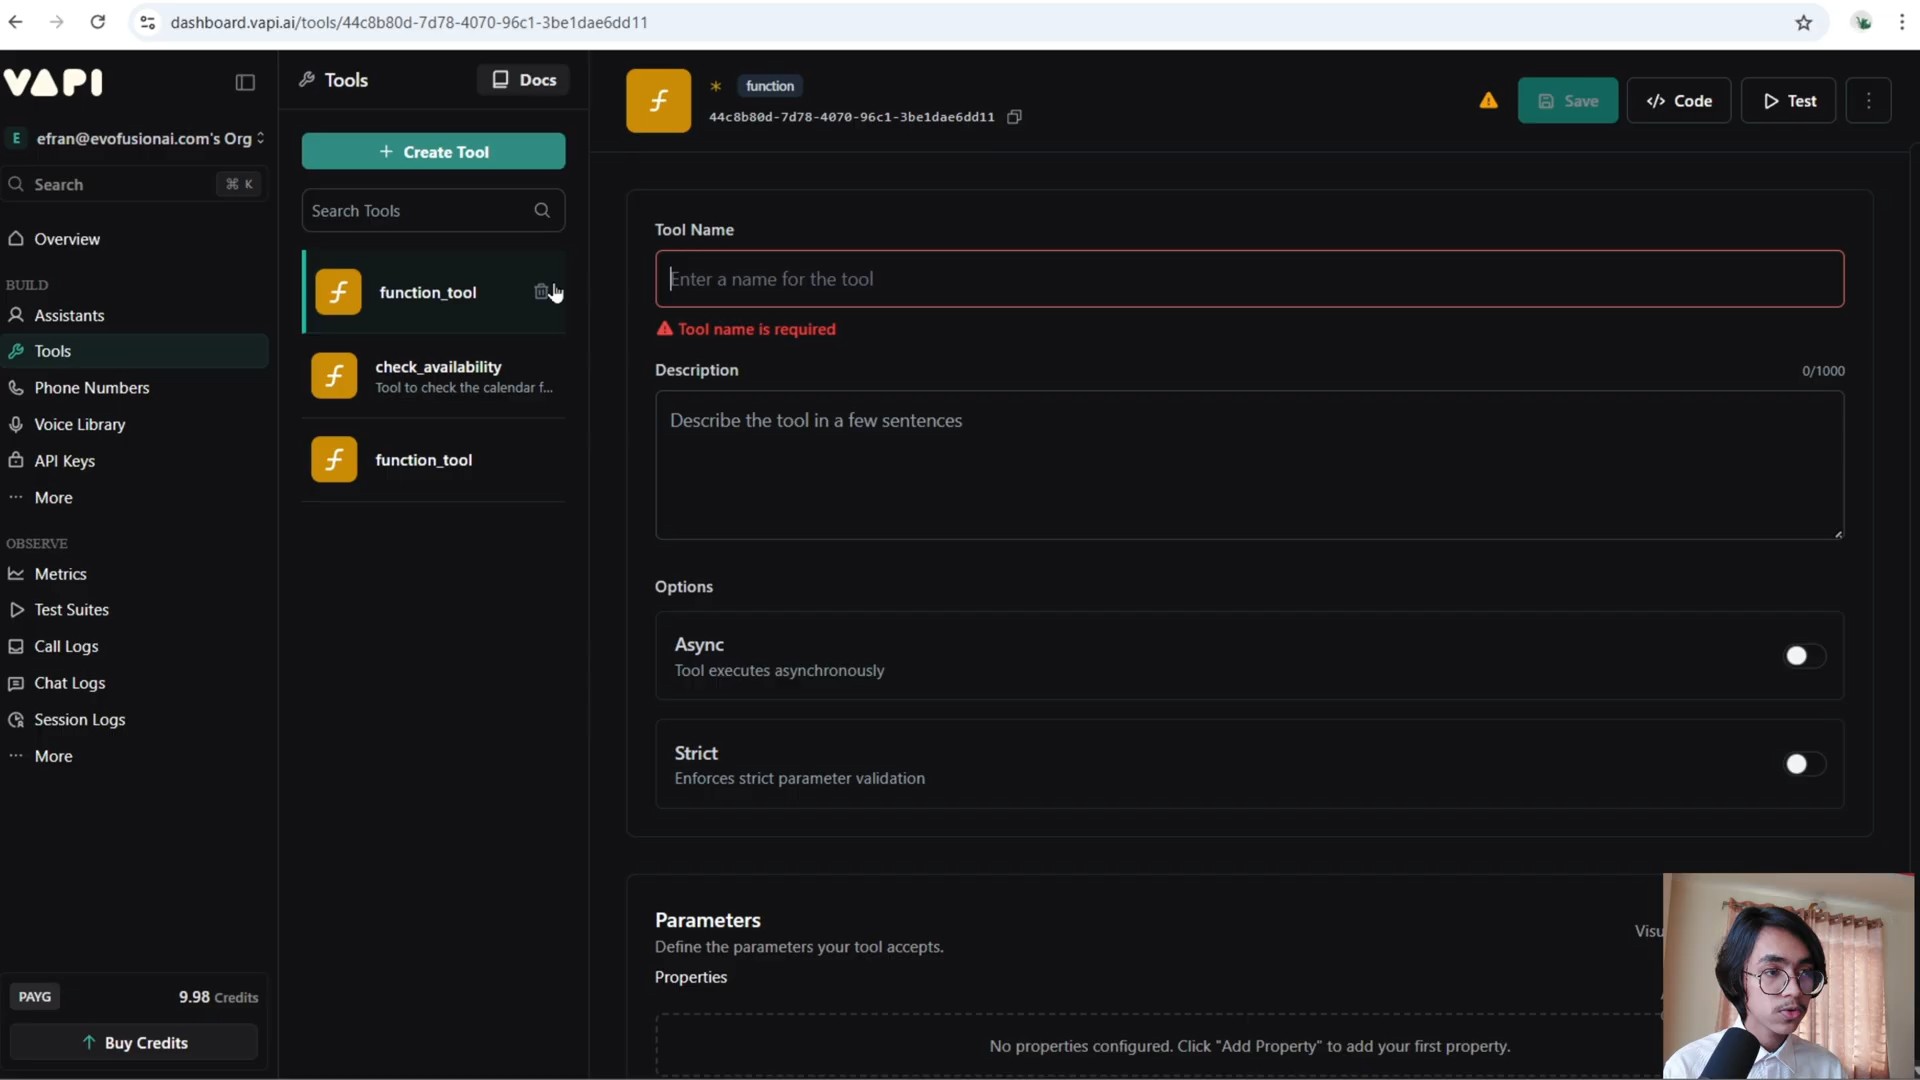 dashboard.vapi.ai/tools/44c8b80d-7d78-4070-96c1-3be1dae6dd11
VAPI
E efran@evofusionai.com's Org
Search ⌘ K
Overview
BUILD
Assistants
Tools
Phone Numbers
Voice Library
API Keys
More
OBSERVE
Metrics
Test Suites
Call Logs
Chat Logs
Session Logs
More
PAYG 9.98 Credits
Buy Credits
Tools Docs
+ Create Tool
Search Tools
function_tool
check_availability
Tool to check the calendar f...
function_tool
* function
44c8b80d-7d78-4070-96c1-3be1dae6dd11
Save </> Code Test
Tool Name
Enter a name for the tool
Tool name is required
Description 0/1000
Describe the tool in a few sentences
Options
Async
Tool executes asynchronously
Strict
Enforces strict parameter validation
Parameters
Visu
Define the parameters your tool accepts.
Properties
No properties configured. Click "Add Property" to add your first property.